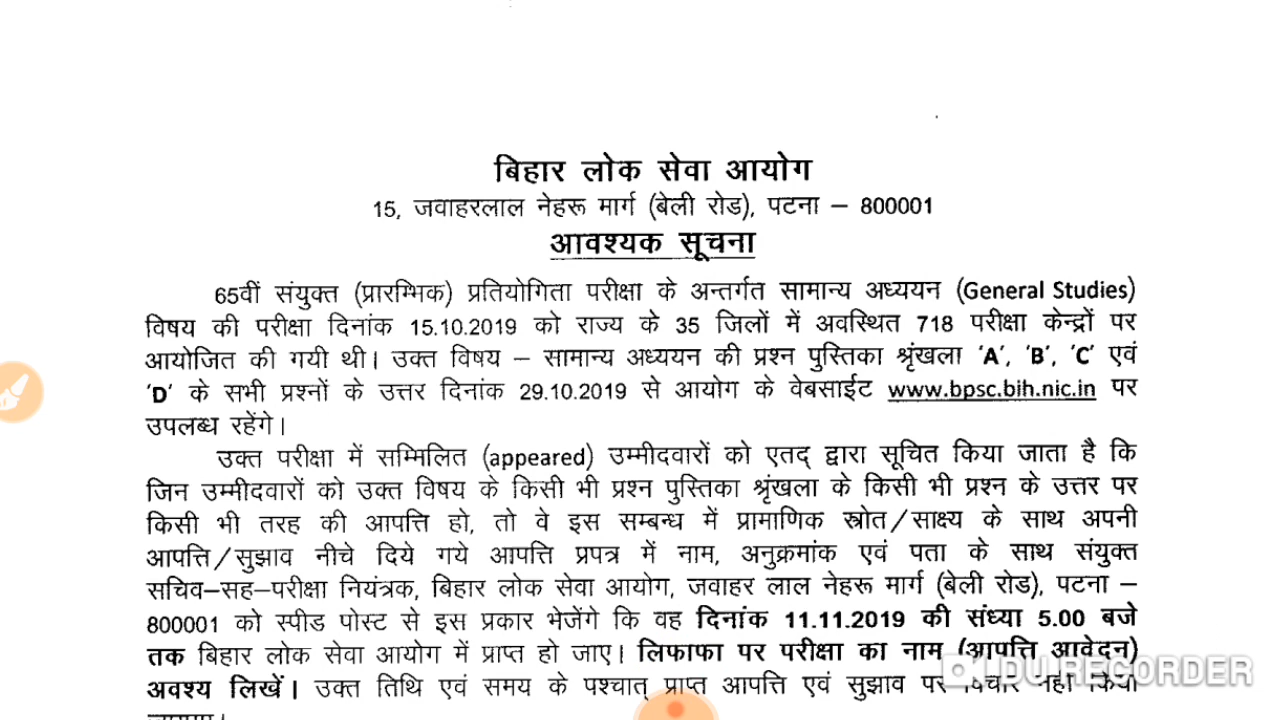 बिहार लोक सेवा आयोग
15, जवाहरलाल नेहरू मार्ग (बेली रोड), पटना – 800001
आवश्यक सूचना
65वीं संयुक्त (प्रारम्भिक) प्रतियोगिता परीक्षा के अन्तर्गत सामान्य अध्ययन (General Studies)
विषय की परीक्षा दिनांक 15.10.2019 को राज्य के 35 जिलों में अवस्थित 718 परीक्षा केन्द्रों पर
आयोजित की गयी थी। उक्त विषय – सामान्य अध्ययन की प्रश्न पुस्तिका श्रृंखला 'A', 'B', 'C' एवं
'D' के सभी प्रश्नों के उत्तर दिनांक 29.10.2019 से आयोग के वेबसाईट www.bpsc.bih.nic.in पर
उपलब्ध रहेंगे।
उक्त परीक्षा में सम्मिलित (appeared) उम्मीदवारों को एतद् द्वारा सूचित किया जाता है कि
जिन उम्मीदवारों को उक्त विषय के किसी भी प्रश्न पुस्तिका श्रृंखला के किसी भी प्रश्न के उत्तर पर
किसी भी तरह की आपत्ति हो, तो वे इस सम्बन्ध में प्रामाणिक स्रोत/साक्ष्य के साथ अपनी
आपत्ति/सुझाव नीचे दिये गये आपत्ति प्रपत्र में नाम, अनुक्रमांक एवं पता के साथ संयुक्त
सचिव–सह–परीक्षा नियंत्रक, बिहार लोक सेवा आयोग, जवाहर लाल नेहरू मार्ग (बेली रोड), पटना –
800001 को स्पीड पोस्ट से इस प्रकार भेजेंगे कि वह दिनांक 11.11.2019 की संध्या 5.00 बजे
तक बिहार लोक सेवा आयोग में प्राप्त हो जाए। लिफाफा पर परीक्षा का नाम (आपत्ति आवेदन)
अवश्य लिखें। उक्त तिथि एवं समय के पश्चात् प्राप्त आपत्ति एवं सुझाव पर विचार नहीं किया
DU RECORDER